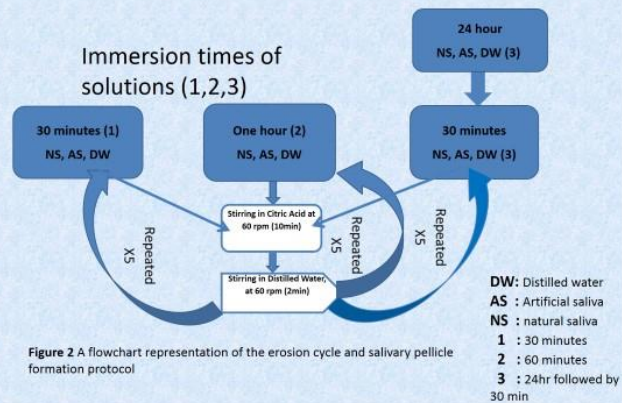 Immersion times of
solutions (1,2,3)
24 hour
NS, AS, DW (3)
30 minutes (1)
NS, AS, DW
One hour (2)
NS, AS, DW
30 minutes
NS, AS, DW (3)
Stirring in Citric Acid at
60 rpm (10min)
Repeated
X5
Repeated
X5
Repeated
X5
Stirring in Distilled Water,
at 60 rpm (2min)
DW: Distilled water
AS : Artificial saliva
NS : natural saliva
1 : 30 minutes
2 : 60 minutes
3 : 24hr followed by
30 min
Figure 2 A flowchart representation of the erosion cycle and salivary pellicle
formation protocol